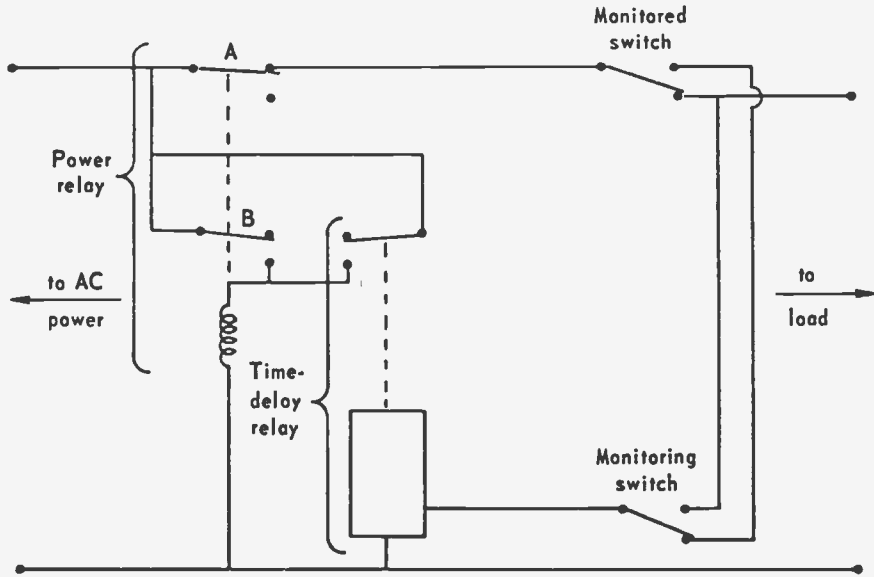 Monitored
switch
A
Power
relay
B
to AC
power
to
load
Time-
delay
relay
Monitoring
switch